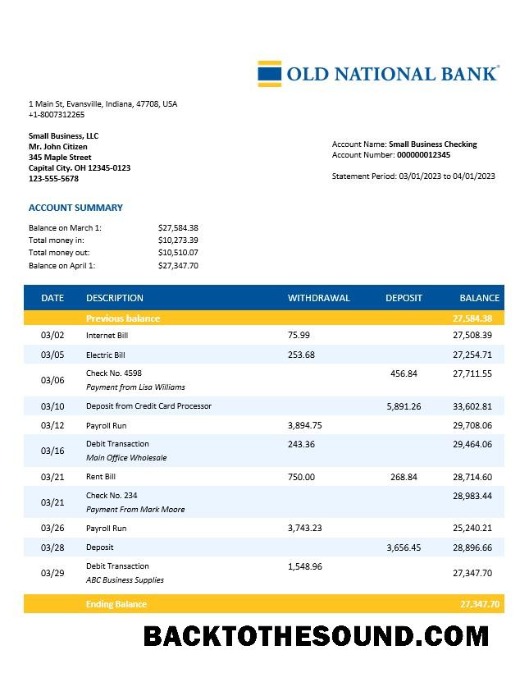 OLD NATIONAL BANK
1 Main St, Evansville, Indiana, 47708, USA
+1-8007312265
Small Business, LLC
Mr. John Citizen
345 Maple Street
Capital City. OH 12345-0123
123-555-5678
Account Name: Small Business Checking
Account Number: 000000012345
Statement Period: 03/01/2023 to 04/01/2023
ACCOUNT SUMMARY
Balance on March 1: $27,584.38
Total money in: $10,273.39
Total money out: $10,510.07
Balance on April 1: $27,347.70
DATE DESCRIPTION WITHDRAWAL DEPOSIT BALANCE
Previous balance 27,584.38
03/02 Internet Bill 75.99 27,508.39
03/05 Electric Bill 253.68 27,254.71
03/06 Check No. 4598 456.84 27,711.55
Payment from Lisa Williams
03/10 Deposit from Credit Card Processor 5,891.26 33,602.81
03/12 Payroll Run 3,894.75 29,708.06
03/16 Debit Transaction 243.36 29,464.06
Main Office Wholesale
03/21 Rent Bill 750.00 268.84 28,714.60
03/21 Check No. 234 28,983.44
Payment From Mark Moore
03/26 Payroll Run 3,743.23 25,240.21
03/28 Deposit 3,656.45 28,896.66
03/29 Debit Transaction 1,548.96 27,347.70
ABC Business Supplies
Ending Balance 27,347.70
BACKTOTHESOUND.COM